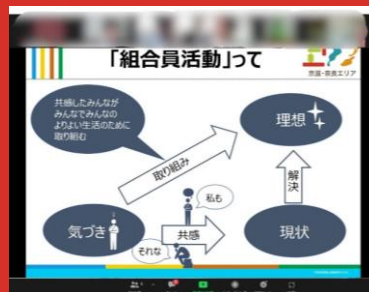 「組合員活動」って
京滋・奈良エリア
共感したみんなが
みんなでみんなの
よりよい生活のために
取り組む
理想
取り組み
解決
私も
気づき
共感
現状
それな